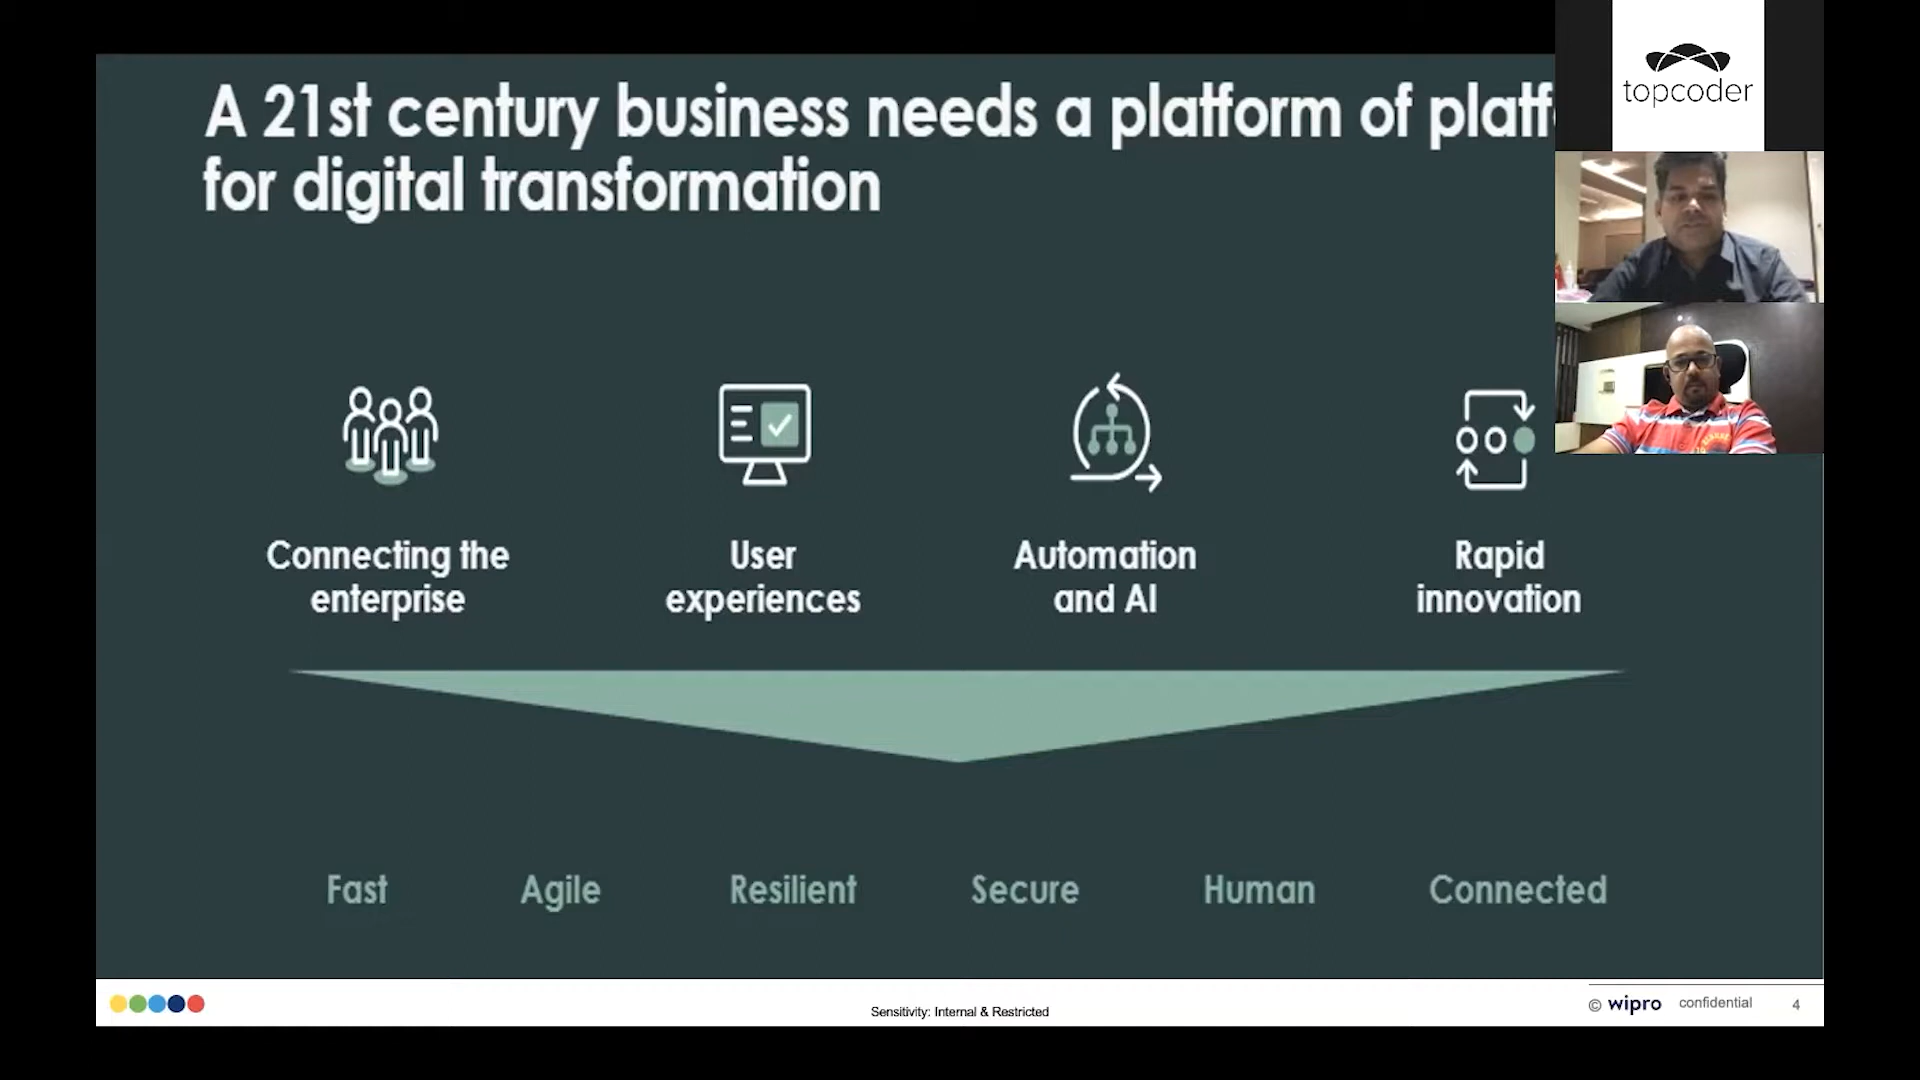 A 21st century business needs a platform of platf
for digital transformation
topcoder
Connecting the
enterprise
User
experiences
Automation
and AI
Rapid
innovation
Fast Agile Resilient Secure Human Connected
Sensitivity: Internal & Restricted
© wipro confidential 4